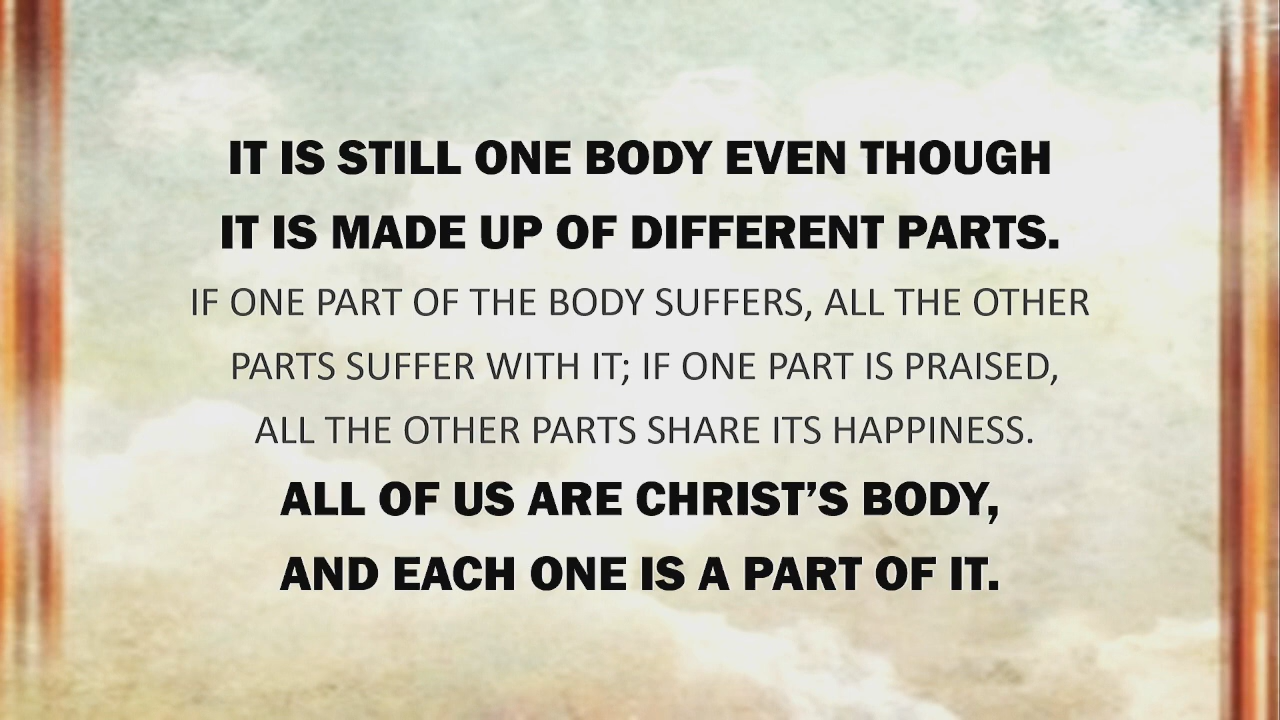 IT IS STILL ONE BODY EVEN THOUGH
IT IS MADE UP OF DIFFERENT PARTS.
IF ONE PART OF THE BODY SUFFERS, ALL THE OTHER
PARTS SUFFER WITH IT; IF ONE PART IS PRAISED,
ALL THE OTHER PARTS SHARE ITS HAPPINESS.
ALL OF US ARE CHRIST’S BODY,
AND EACH ONE IS A PART OF IT.